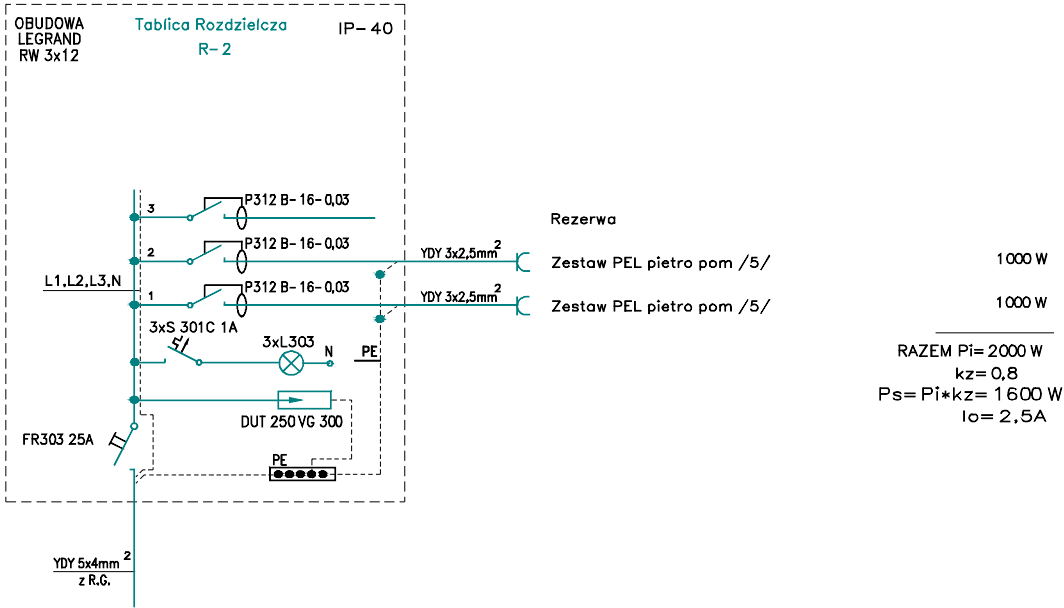 OBUDOWA
LEGRAND
RW 3x12
Tablica Rozdzielcza
R-2
IP-40
3
P312 B-16-0,03
Rezerwa
2
P312 B-16-0,03
YDY 3x2,5mm²
Zestaw PEL pietro pom /5/
1000 W
L1,L2,L3,N
1
P312 B-16-0,03
YDY 3x2,5mm²
Zestaw PEL pietro pom /5/
1000 W
3xS 301C 1A
3xL303
N
PE
RAZEM Pi=2000 W
kz=0,8
Ps=Pi*kz=1600 W
Io=2,5A
DUT 250 VG 300
FR303 25A
PE
YDY 5x4mm²
z R.G.